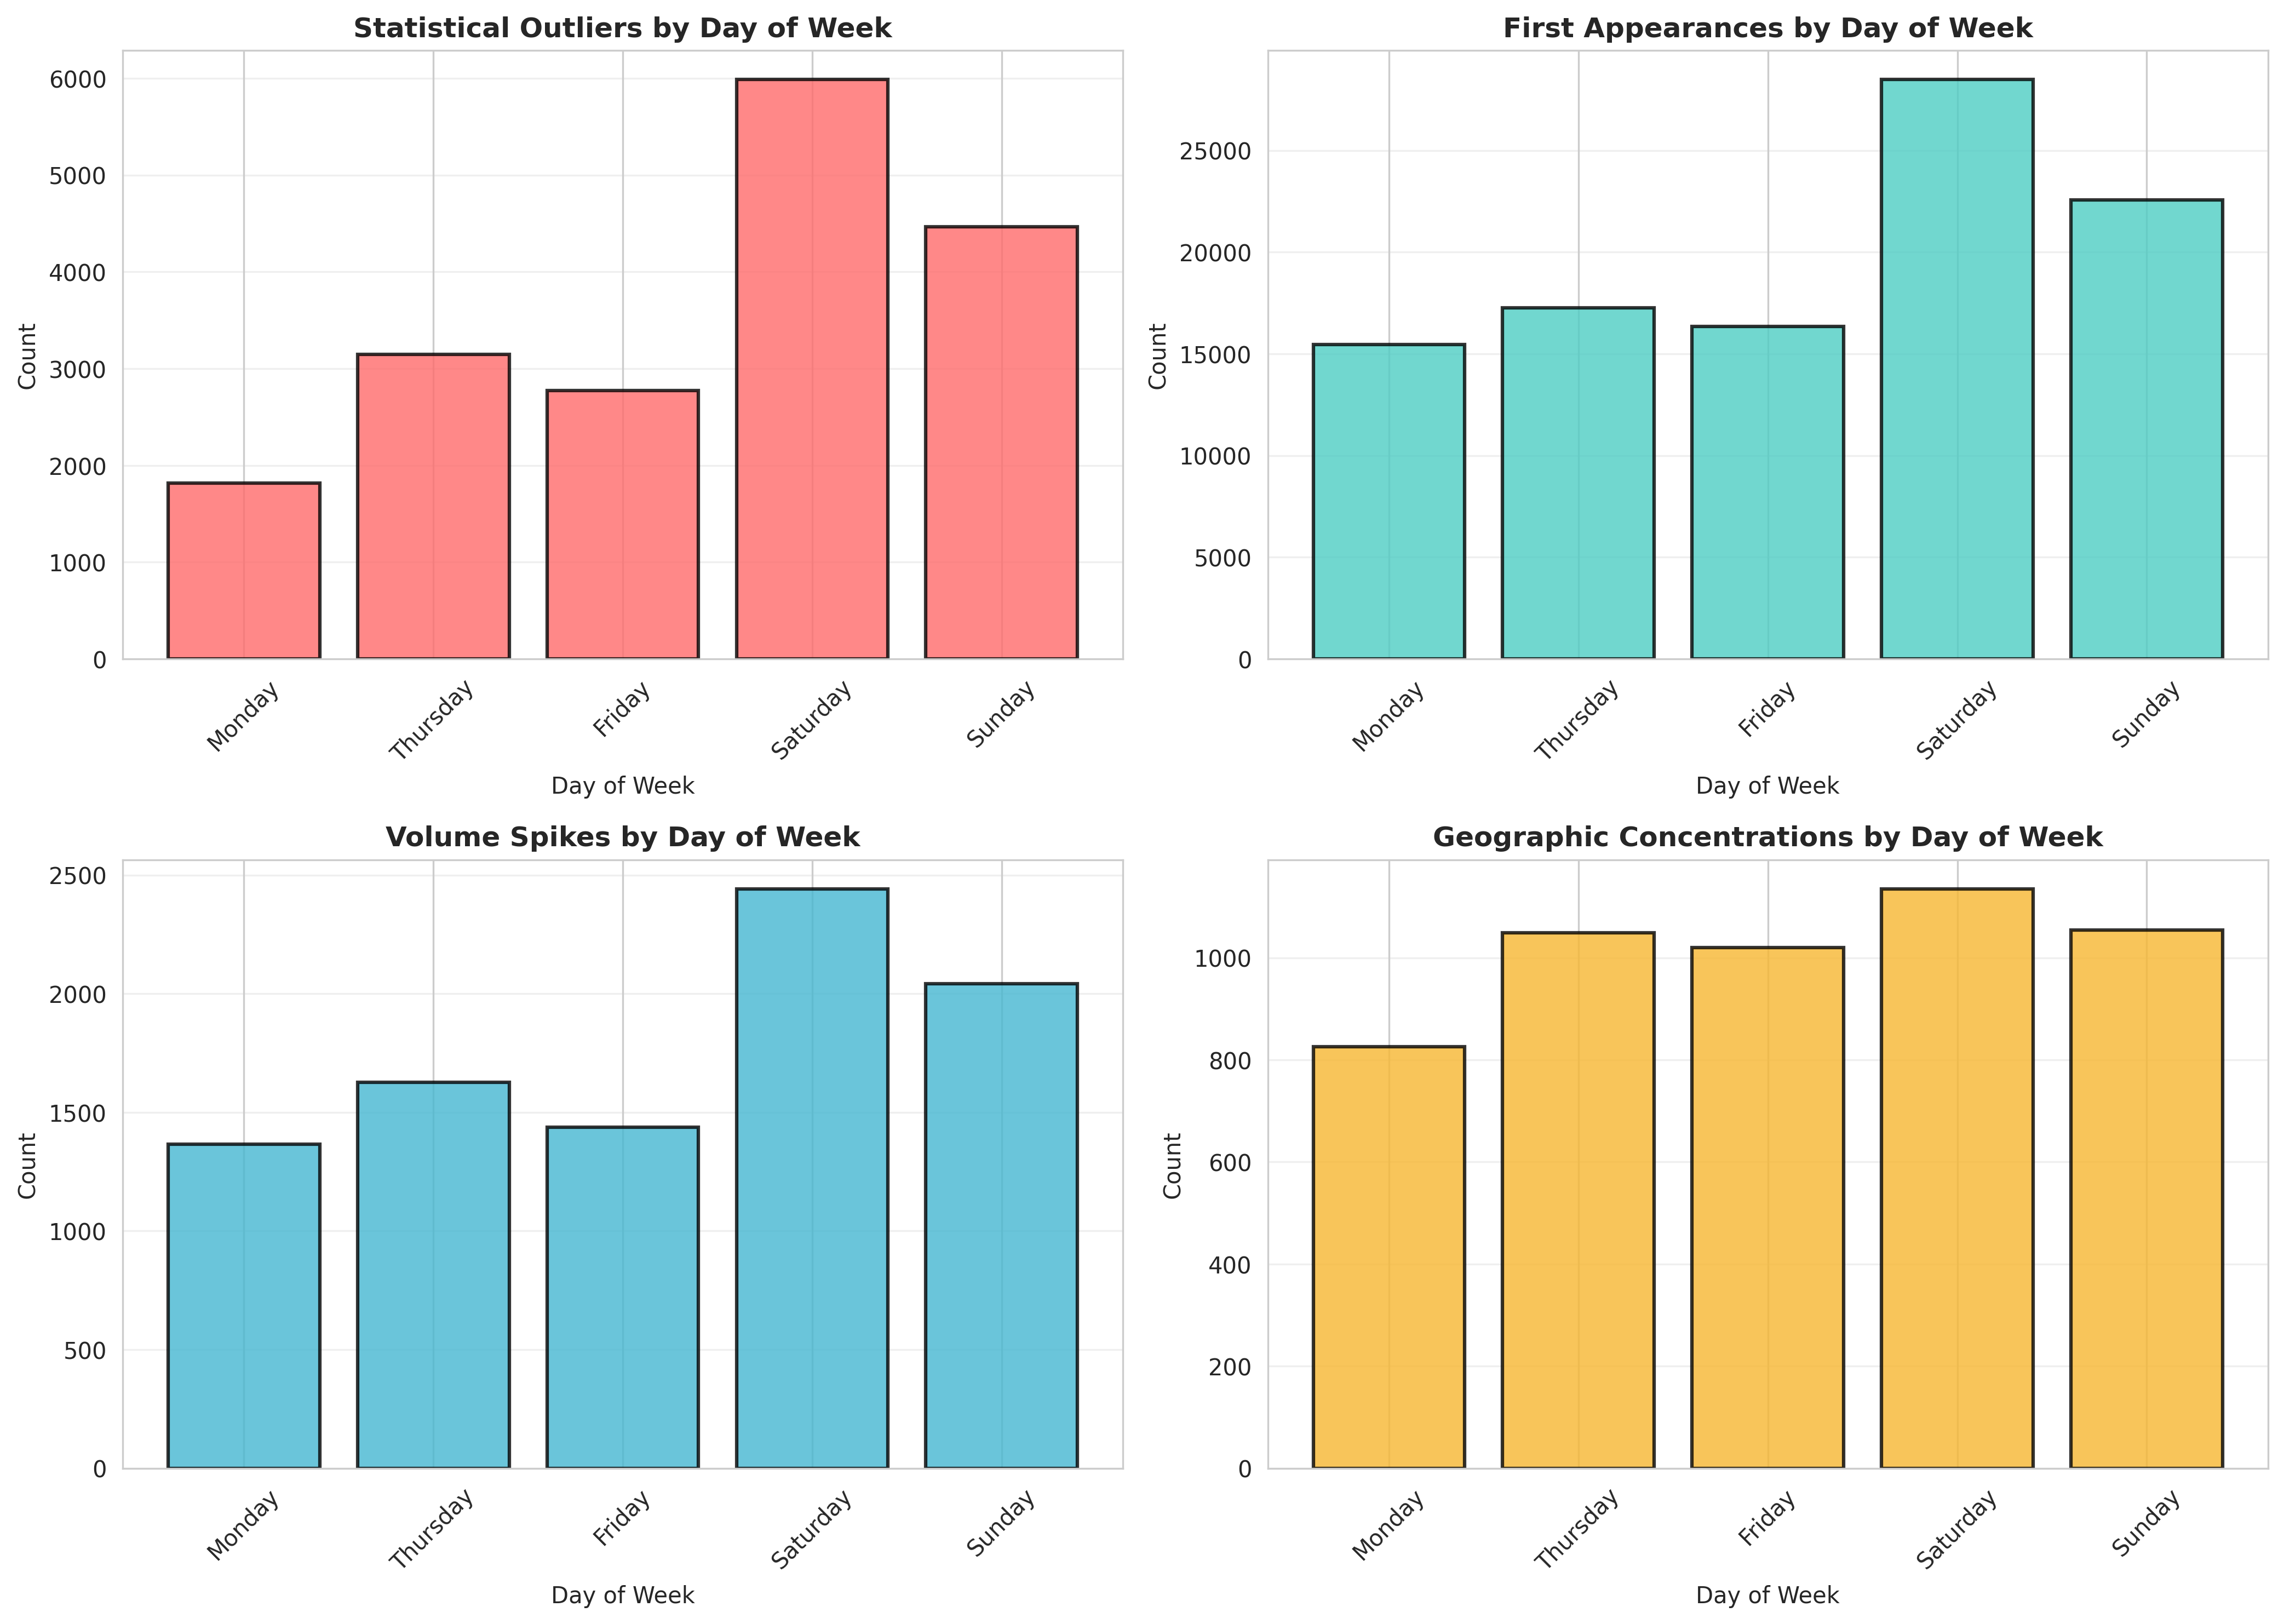 Statistical Outliers by Day of Week
Count
6000
5000
4000
3000
2000
1000
0
Monday
Thursday
Friday
Saturday
Sunday
Day of Week
First Appearances by Day of Week
Count
25000
20000
15000
10000
5000
0
Monday
Thursday
Friday
Saturday
Sunday
Day of Week
Volume Spikes by Day of Week
Count
2500
2000
1500
1000
500
0
Monday
Thursday
Friday
Saturday
Sunday
Day of Week
Geographic Concentrations by Day of Week
Count
1000
800
600
400
200
0
Monday
Thursday
Friday
Saturday
Sunday
Day of Week